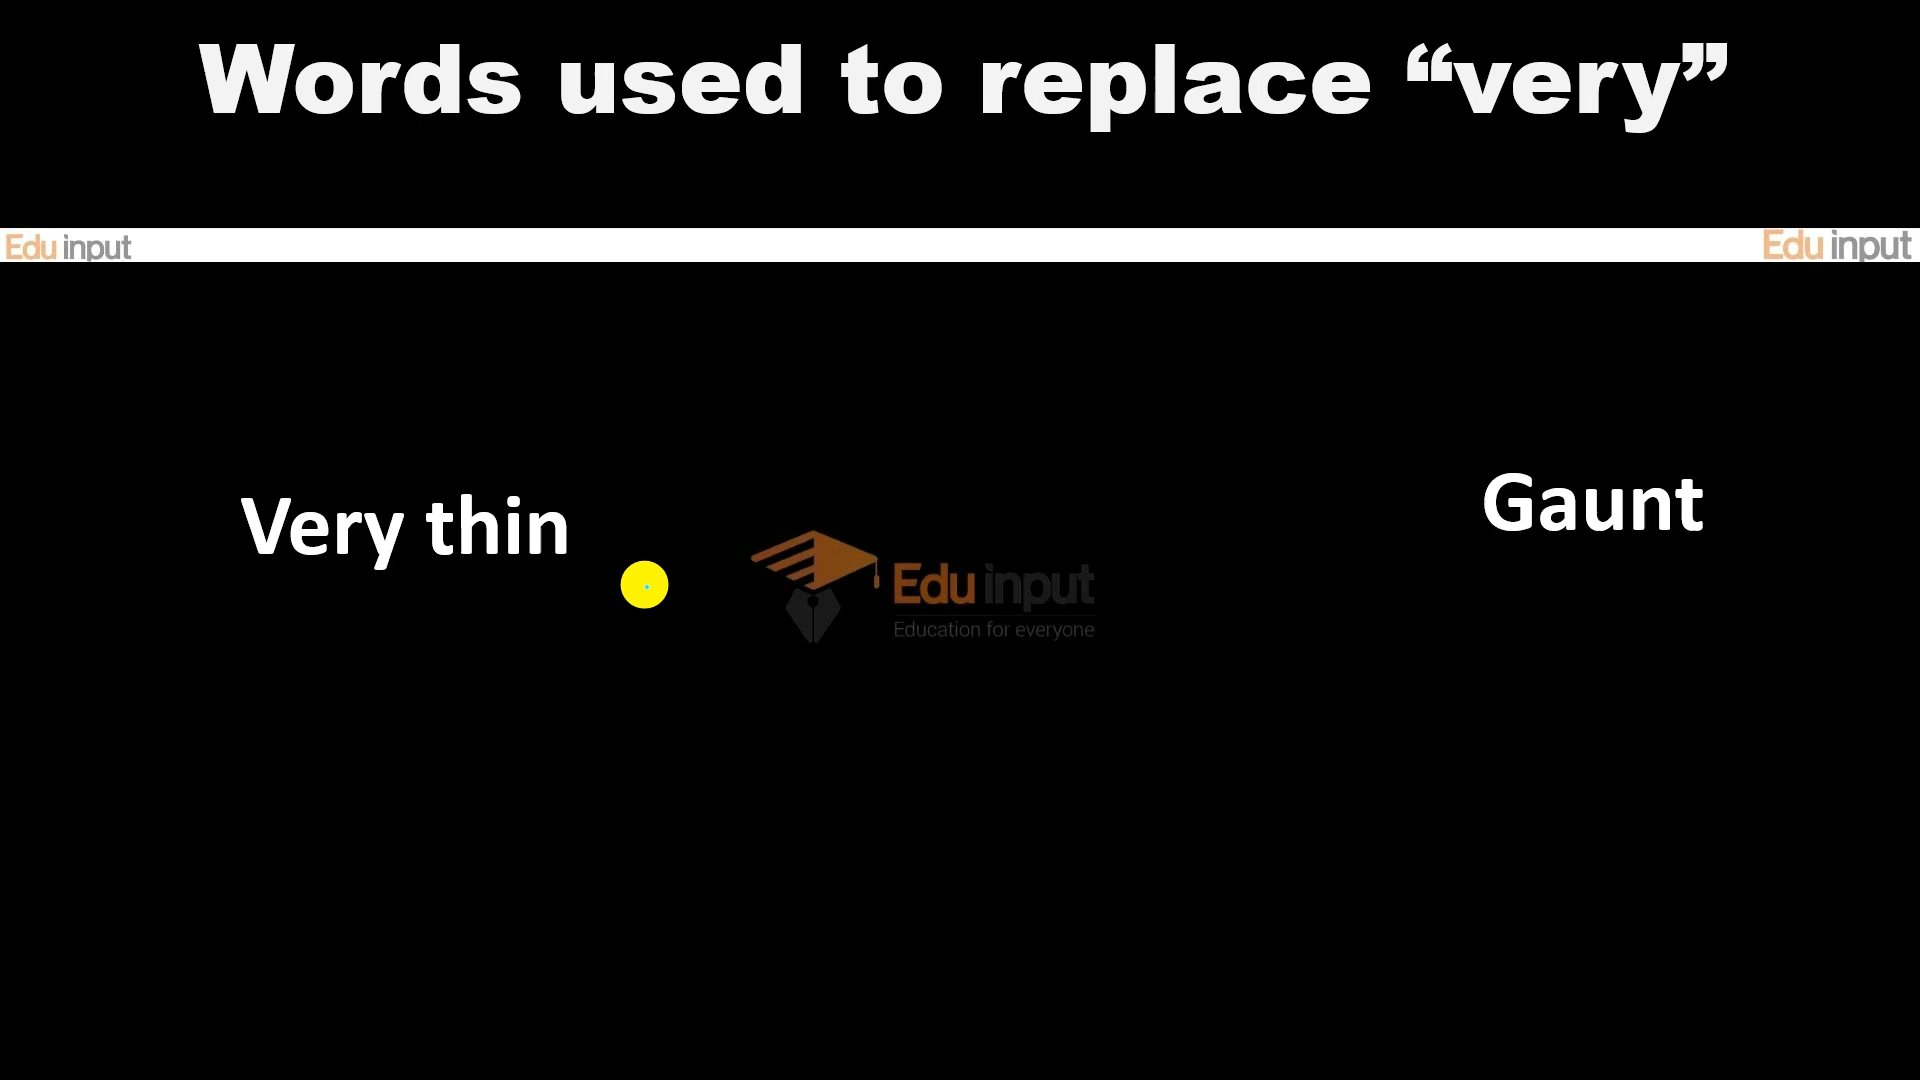 Words used to replace “very”
Edu input
Edu input
Very thin
Gaunt
Edu input
Education for everyone